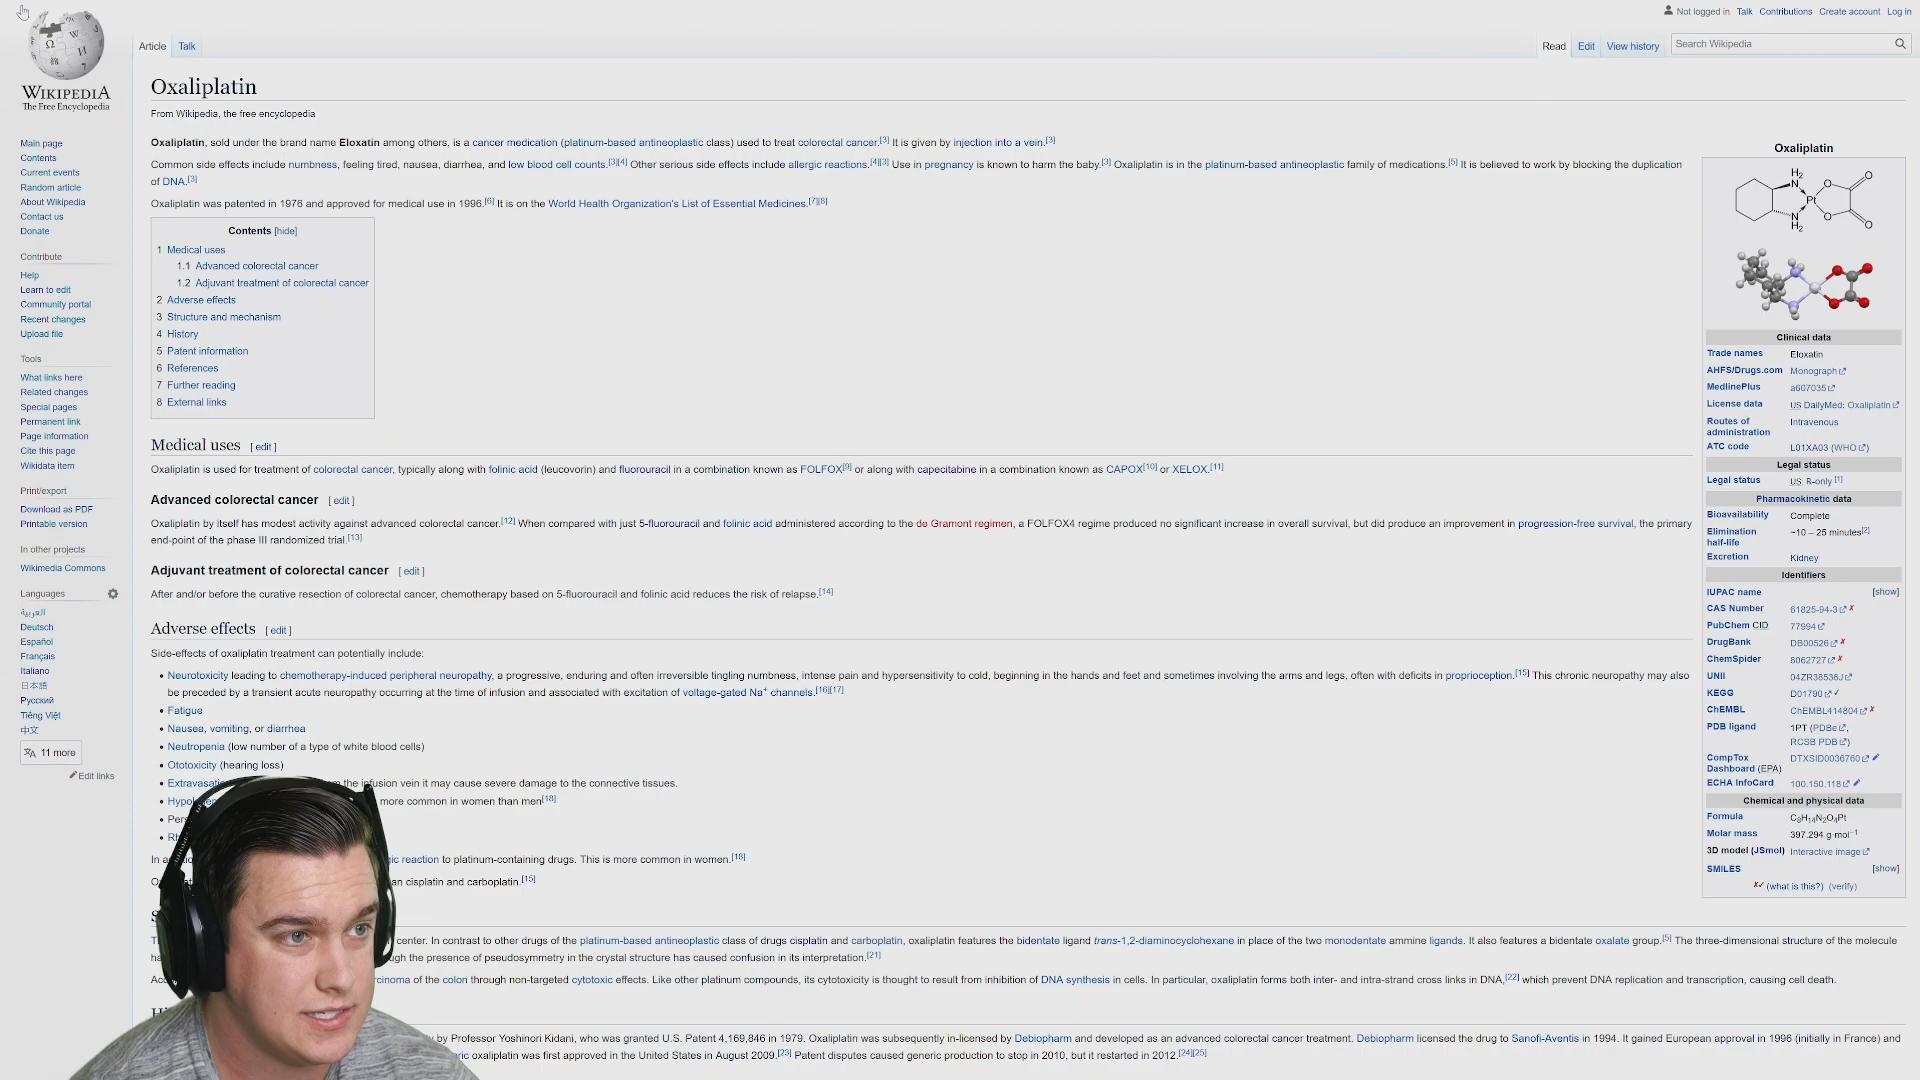 Not logged in Talk Contributions Create account Log in
Article Talk
Read Edit View history Search Wikipedia
WIKIPEDIA
The Free Encyclopedia
Main page
Contents
Current events
Random article
About Wikipedia
Contact us
Donate
Contribute
Help
Learn to edit
Community portal
Recent changes
Upload file
Tools
What links here
Related changes
Special pages
Permanent link
Page information
Cite this page
Wikidata item
Print/export
Download as PDF
Printable version
In other projects
Wikimedia Commons
Languages
العربية
Deutsch
Español
Français
Italiano
日本語
Русский
Tiếng Việt
中文
11 more
Edit links
Oxaliplatin
From Wikipedia, the free encyclopedia
Oxaliplatin, sold under the brand name Eloxatin among others, is a cancer medication (platinum-based antineoplastic class) used to treat colorectal cancer.[3] It is given by injection into a vein.[3]
Common side effects include numbness, feeling tired, nausea, diarrhea, and low blood cell counts.[3][4] Other serious side effects include allergic reactions.[4][3] Use in pregnancy is known to harm the baby.[3] Oxaliplatin is in the platinum-based antineoplastic family of medications.[5] It is believed to work by blocking the duplication
of DNA.[3]
Oxaliplatin was patented in 1976 and approved for medical use in 1996.[6] It is on the World Health Organization's List of Essential Medicines.[7][8]
Contents [hide]
1 Medical uses
1.1 Advanced colorectal cancer
1.2 Adjuvant treatment of colorectal cancer
2 Adverse effects
3 Structure and mechanism
4 History
5 Patent information
6 References
7 Further reading
8 External links
Medical uses [ edit ]
Oxaliplatin is used for treatment of colorectal cancer, typically along with folinic acid (leucovorin) and fluorouracil in a combination known as FOLFOX[9] or along with capecitabine in a combination known as CAPOX[10] or XELOX.[11]
Advanced colorectal cancer [ edit ]
Oxaliplatin by itself has modest activity against advanced colorectal cancer.[12] When compared with just 5-fluorouracil and folinic acid administered according to the de Gramont regimen, a FOLFOX4 regime produced no significant increase in overall survival, but did produce an improvement in progression-free survival, the primary
end-point of the phase III randomized trial.[13]
Adjuvant treatment of colorectal cancer [ edit ]
After and/or before the curative resection of colorectal cancer, chemotherapy based on 5-fluorouracil and folinic acid reduces the risk of relapse.[14]
Adverse effects [ edit ]
Side-effects of oxaliplatin treatment can potentially include:
• Neurotoxicity leading to chemotherapy-induced peripheral neuropathy, a progressive, enduring and often irreversible tingling numbness, intense pain and hypersensitivity to cold, beginning in the hands and feet and sometimes involving the arms and legs, often with deficits in proprioception.[15] This chronic neuropathy may also
be preceded by a transient acute neuropathy occurring at the time of infusion and associated with excitation of voltage-gated Na+ channels.[16][17]
• Fatigue
• Nausea, vomiting, or diarrhea
• Neutropenia (low number of a type of white blood cells)
• Ototoxicity (hearing loss)
the infusion vein it may cause severe damage to the connective tissues.
more common in women than men[18]
reaction to platinum-containing drugs. This is more common in women.[18]
cisplatin and carboplatin.[15]
center. In contrast to other drugs of the platinum-based antineoplastic class of drugs cisplatin and carboplatin, oxaliplatin features the bidentate ligand trans-1,2-diaminocyclohexane in place of the two monodentate ammine ligands. It also features a bidentate oxalate group.[5] The three-dimensional structure of the molecule
the presence of pseudosymmetry in the crystal structure has caused confusion in its interpretation.[21]
of the colon through non-targeted cytotoxic effects. Like other platinum compounds, its cytotoxicity is thought to result from inhibition of DNA synthesis in cells. In particular, oxaliplatin forms both inter- and intra-strand cross links in DNA,[22] which prevent DNA replication and transcription, causing cell death.
by Professor Yoshinori Kidani, who was granted U.S. Patent 4,169,846 in 1979. Oxaliplatin was subsequently in-licensed by Debiopharm and developed as an advanced colorectal cancer treatment. Debiopharm licensed the drug to Sanofi-Aventis in 1994. It gained European approval in 1996 (initially in France) and
oxaliplatin was first approved in the United States in August 2009.[23] Patent disputes caused generic production to stop in 2010, but it restarted in 2012.[24][25]
Oxaliplatin
H2
N
O O
Pt
N
O O
H2
Clinical data
Trade names Eloxatin
AHFS/Drugs.com Monograph
MedlinePlus a607035
License data US DailyMed: Oxaliplatin
Routes of
administration Intravenous
ATC code L01XA03 (WHO)
Legal status
Legal status US: ℞-only [1]
Pharmacokinetic data
Bioavailability Complete
Elimination
half-life ~10 – 25 minutes[2]
Excretion Kidney
Identifiers
IUPAC name [show]
CAS Number 61825-94-3 ✗
PubChem CID 77994
DrugBank DB00526 ✗
ChemSpider 8062727 ✗
UNII 04ZR38536J
KEGG D01790 ✓
ChEMBL ChEMBL414804 ✗
PDB ligand 1PT (PDBe,
RCSB PDB)
CompTox
Dashboard (EPA) DTXSID0036760
ECHA InfoCard 100.150.118
Chemical and physical data
Formula C8H14N2O4Pt
Molar mass 397.294 g·mol−1
3D model (JSmol) Interactive image
SMILES [show]
✗✓ (what is this?) (verify)